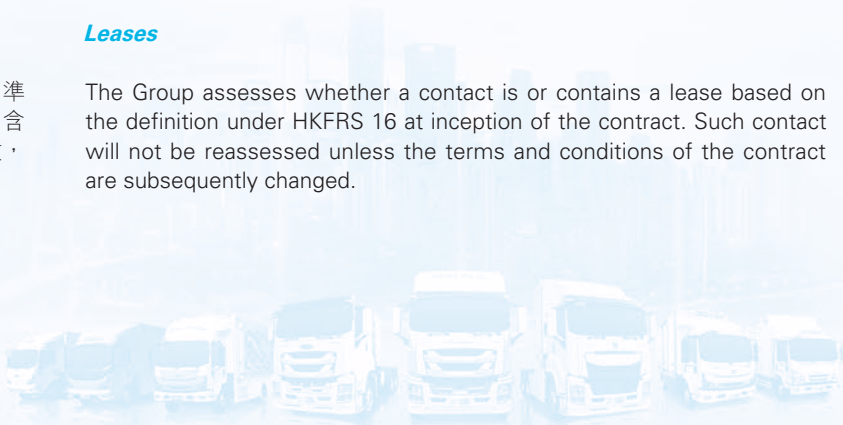 Leases
準
The Group assesses whether a contact is or contains a lease based on
含
the definition under HKFRS 16 at inception of the contract. Such contact
，
will not be reassessed unless the terms and conditions of the contract
are subsequently changed.